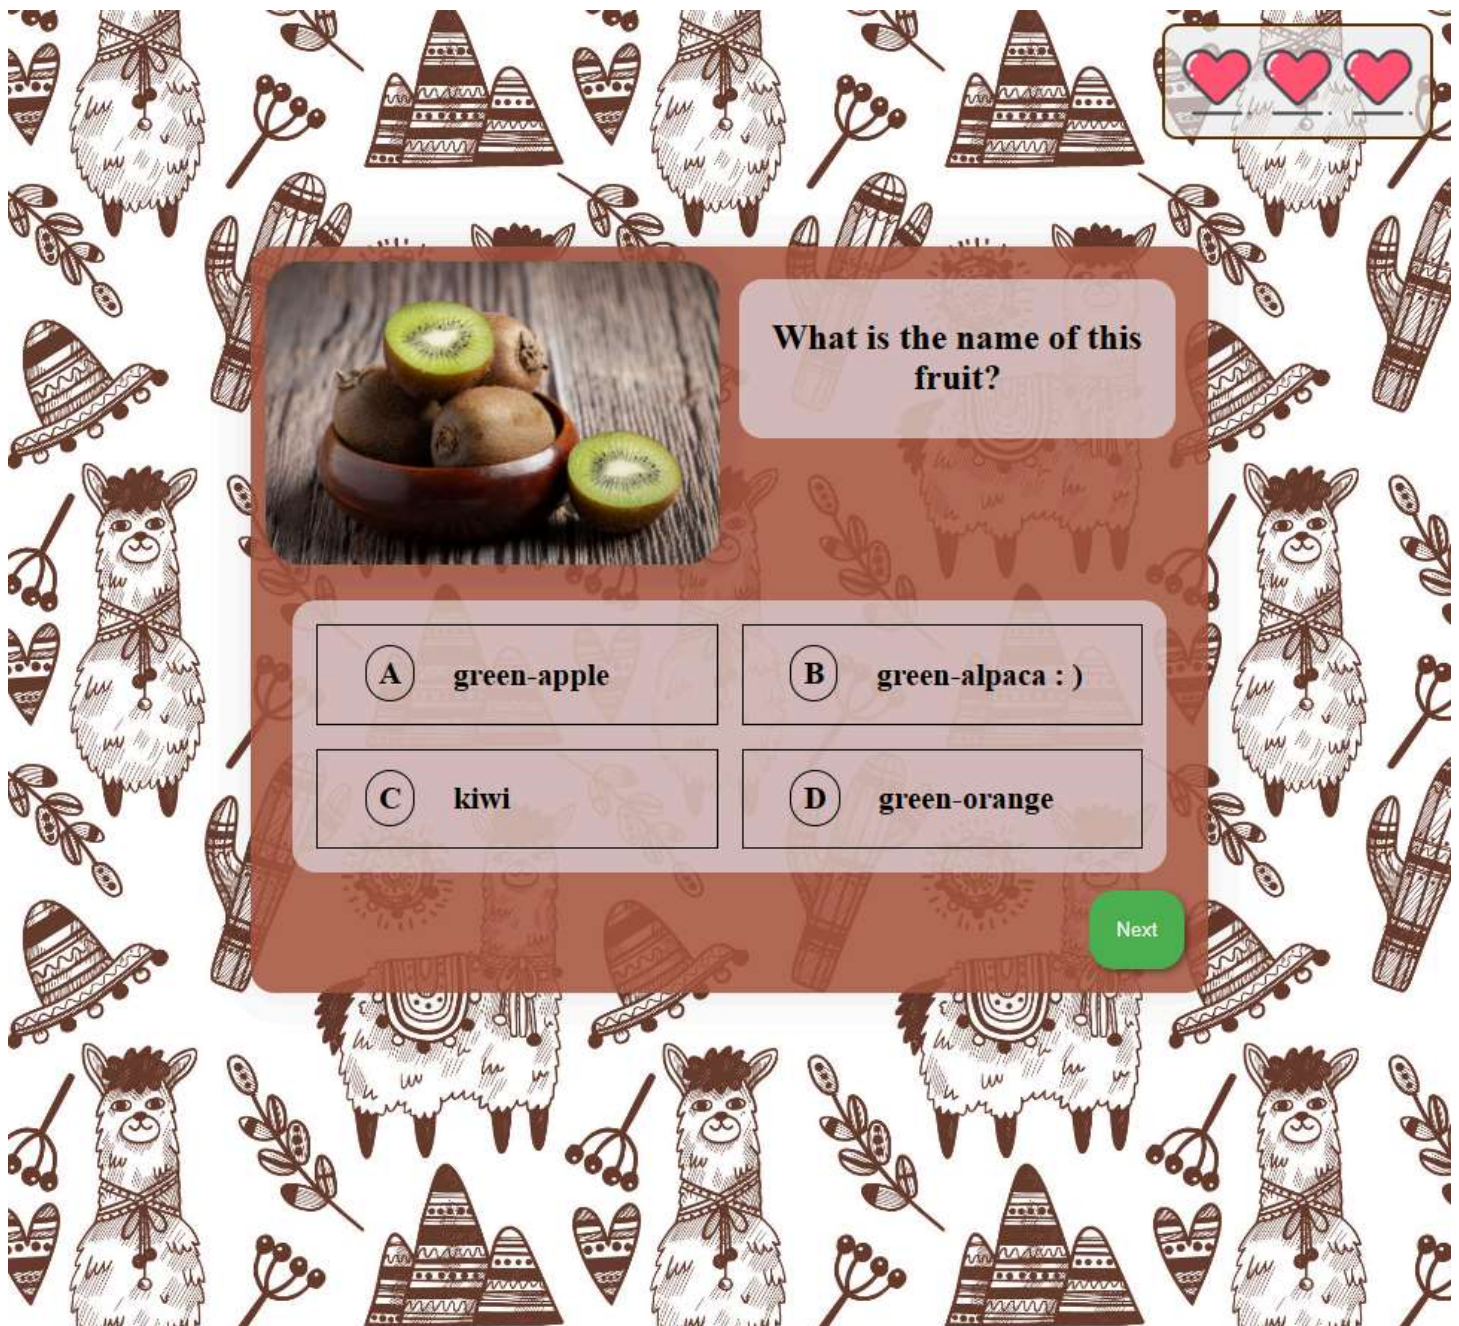 What is the name of this
fruit?
A green-apple
B green-alpaca : )
C kiwi
D green-orange
Next